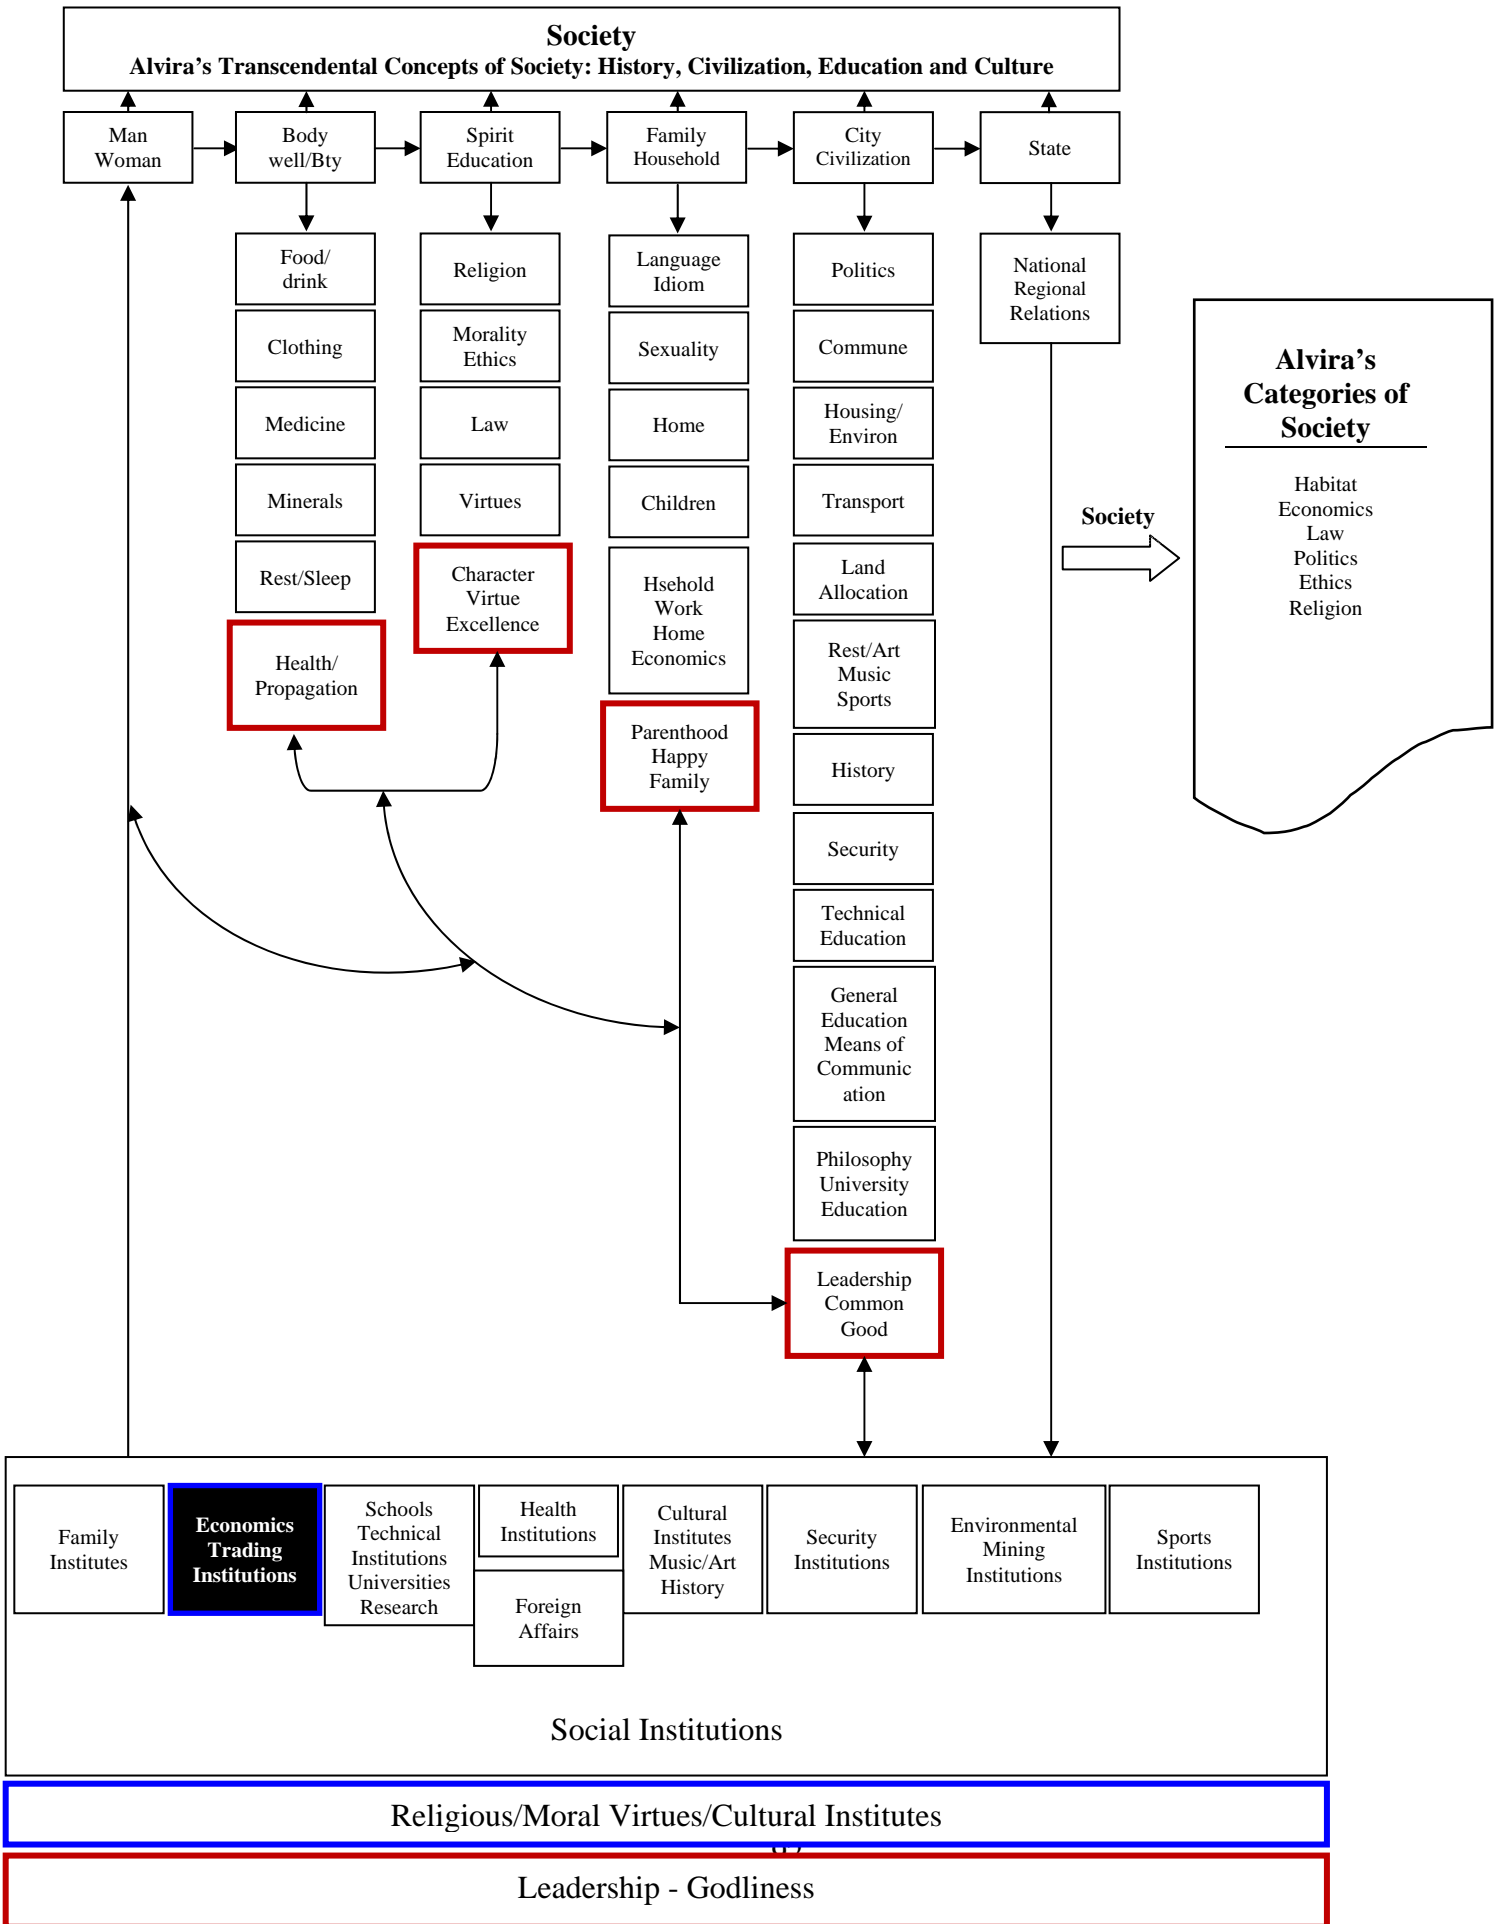 Society
Alvira’s Transcendental Concepts of Society: History, Civilization, Education and Culture
Man
Woman
Body
well/Bty
Spirit
Education
Family
Household
City
Civilization
State
Food/
drink
Clothing
Medicine
Minerals
Rest/Sleep
Health/
Propagation
Religion
Morality
Ethics
Law
Virtues
Character
Virtue
Excellence
Language
Idiom
Sexuality
Home
Children
Hsehold
Work
Home
Economics
Parenthood
Happy
Family
Politics
Commune
Housing/
Environ
Transport
Land
Allocation
Rest/Art
Music
Sports
History
Security
Technical
Education
General
Education
Means of
Communic
ation
Philosophy
University
Education
Leadership
Common
Good
National
Regional
Relations
Society
Alvira’s
Categories of
Society
Habitat
Economics
Law
Politics
Ethics
Religion
Family
Institutes
Economics
Trading
Institutions
Schools
Technical
Institutions
Universities
Research
Health
Institutions
Foreign
Affairs
Cultural
Institutes
Music/Art
History
Security
Institutions
Environmental
Mining
Institutions
Sports
Institutions
Social Institutions
Religious/Moral Virtues/Cultural Institutes
Leadership - Godliness